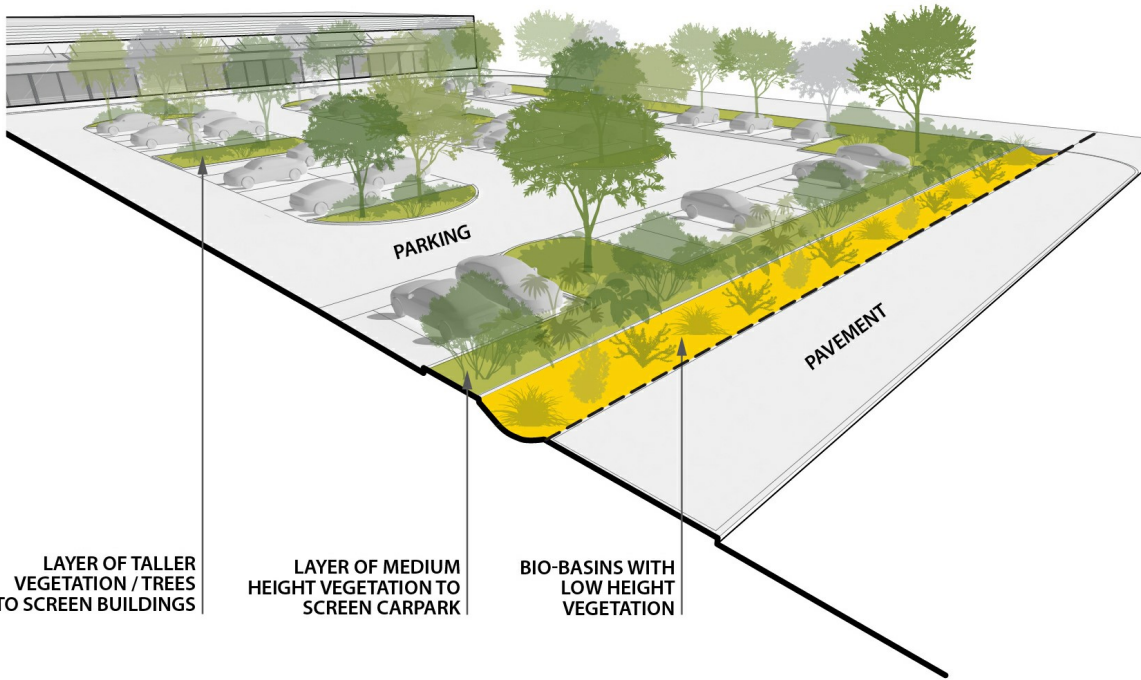 PARKING
PAVEMENT
LAYER OF TALLER
VEGETATION / TREES
TO SCREEN BUILDINGS
LAYER OF MEDIUM
HEIGHT VEGETATION TO
SCREEN CARPARK
BIO-BASINS WITH
LOW HEIGHT
VEGETATION